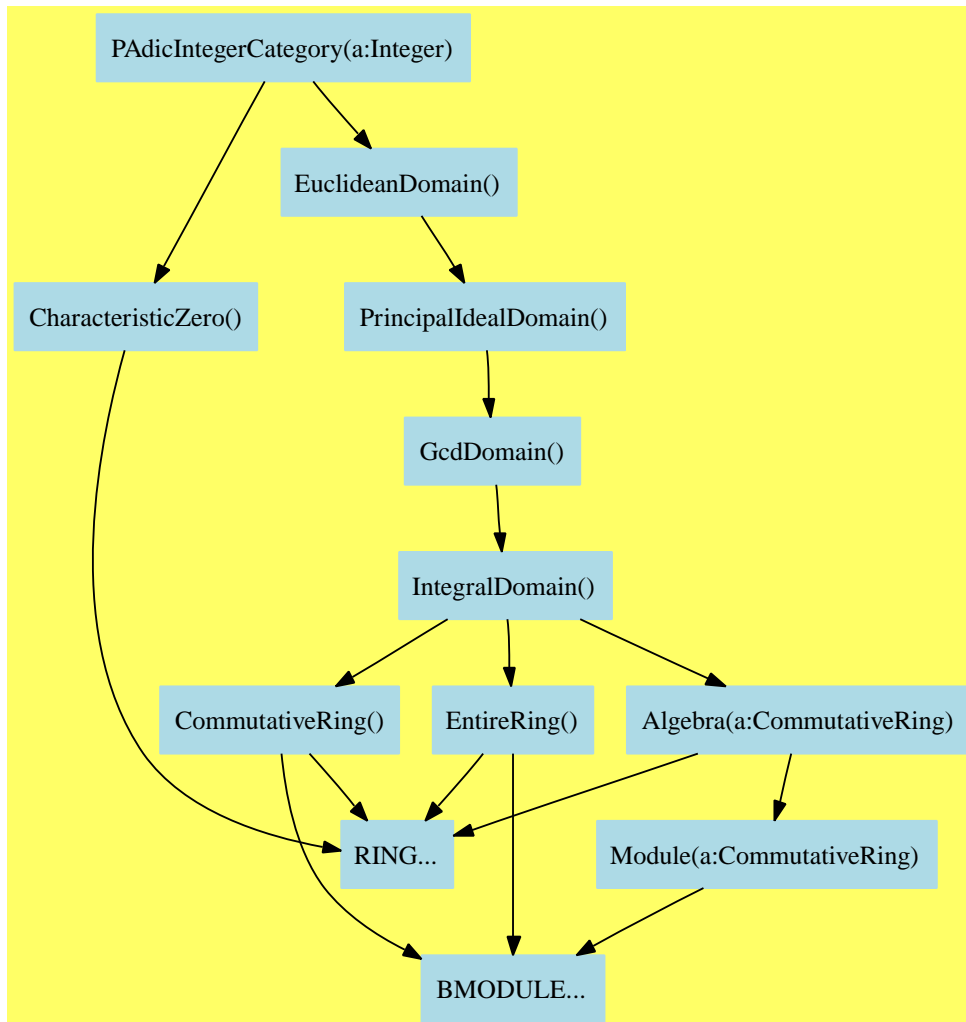 PAdicIntegerCategory(a:Integer)
EuclideanDomain()
CharacteristicZero()
PrincipalIdealDomain()
GcdDomain()
IntegralDomain()
CommutativeRing()
EntireRing()
Algebra(a:CommutativeRing)
RING...
Module(a:CommutativeRing)
BMODULE...